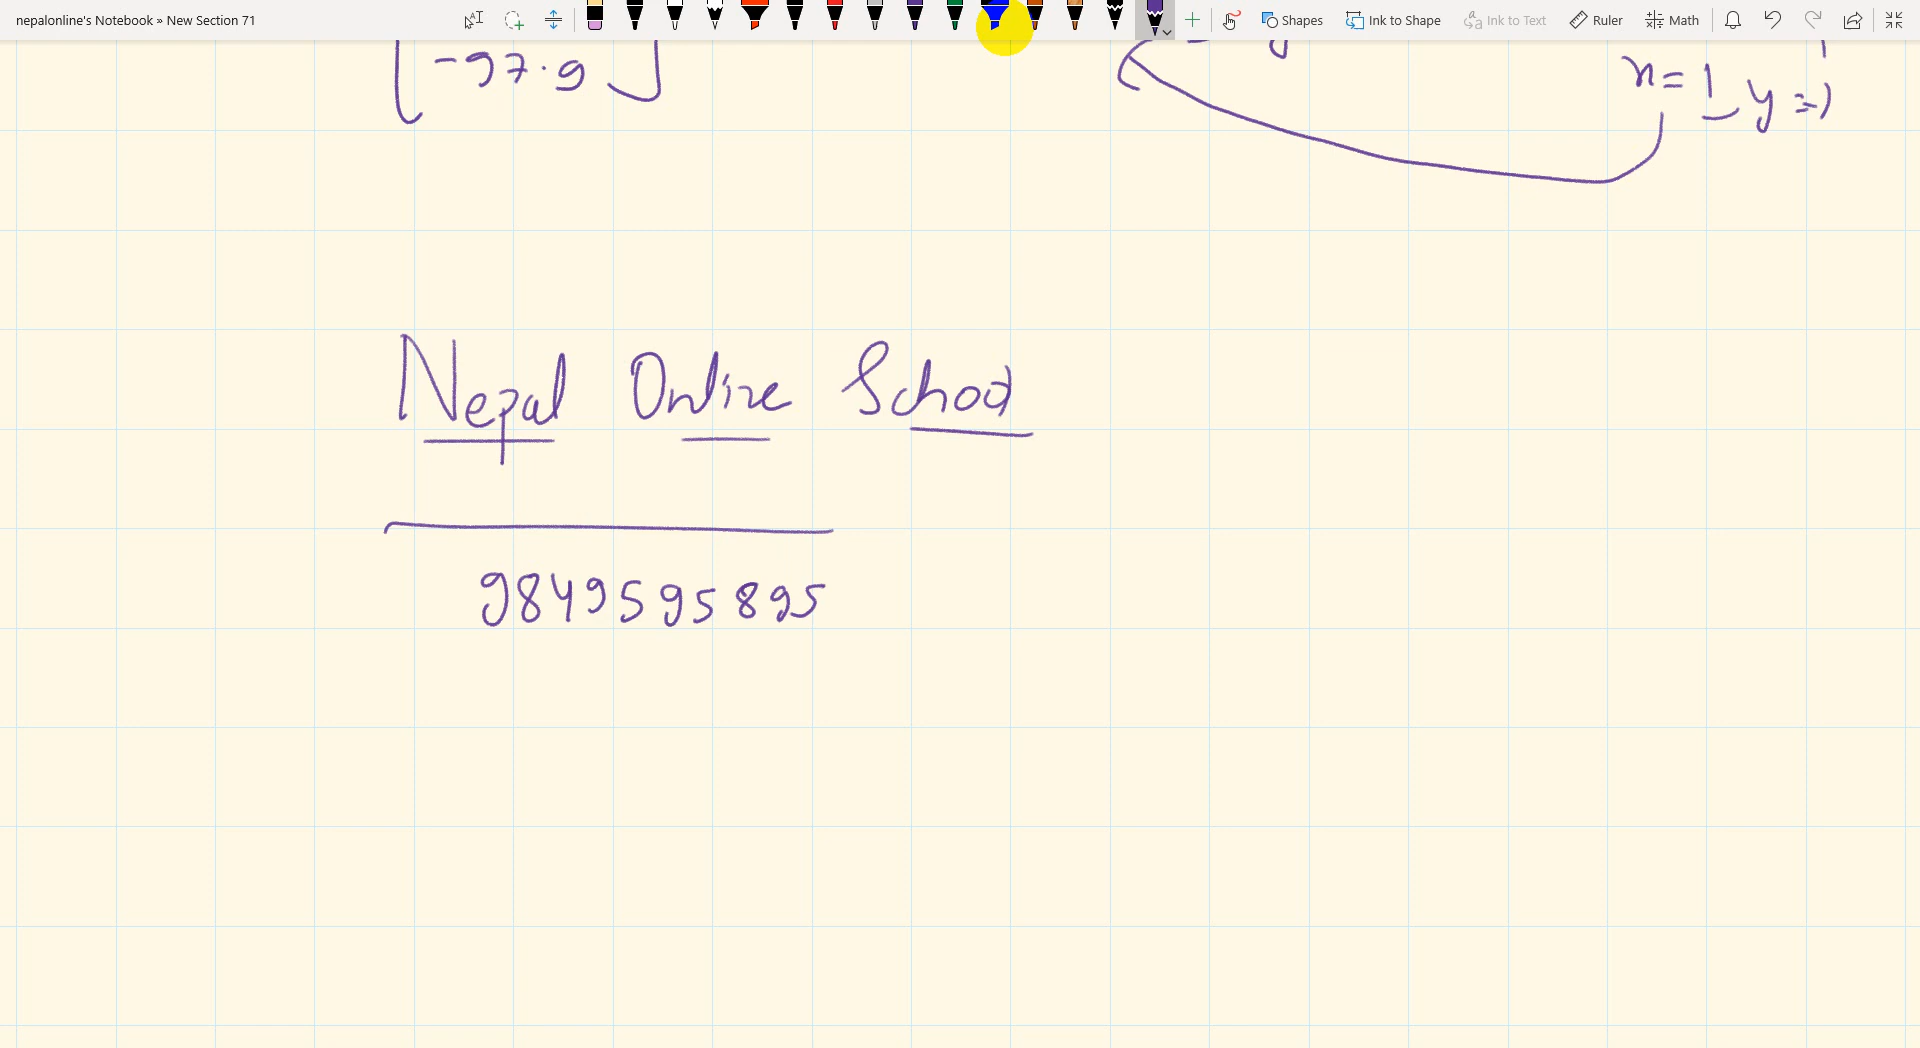 nepalonline's Notebook » New Section 71
Shapes
Ink to Shape
Ink to Text
Ruler
Math
-97.9
x=1, y=1
Nepal Online School
9849595895